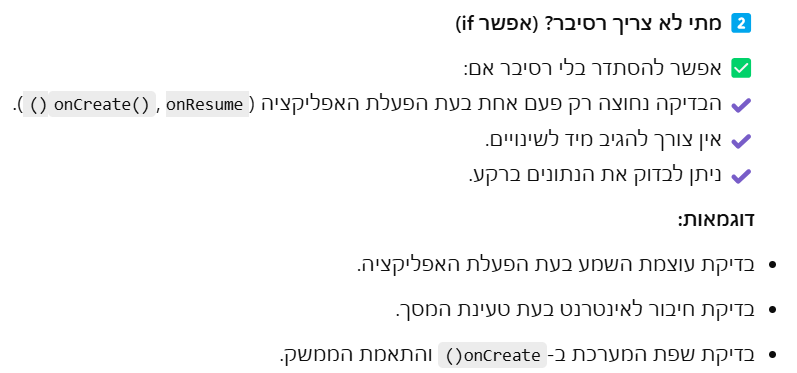 2️⃣ מתי לא צריך רסיבר? (אפשר if)
✅ אפשר להסתדר בלי רסיבר אם:
✔ הבדיקה נחוצה רק פעם אחת בעת הפעלת האפליקציה (onResume, onCreate() ()).
✔ אין צורך להגיב מיד לשינויים.
✔ ניתן לבדוק את הנתונים ברקע.
דוגמאות:
• בדיקת עוצמת השמע בעת הפעלת האפליקציה.
• בדיקת חיבור לאינטרנט בעת טעינת המסך.
• בדיקת שפת המערכת ב-onCreate() והתאמת הממשק.